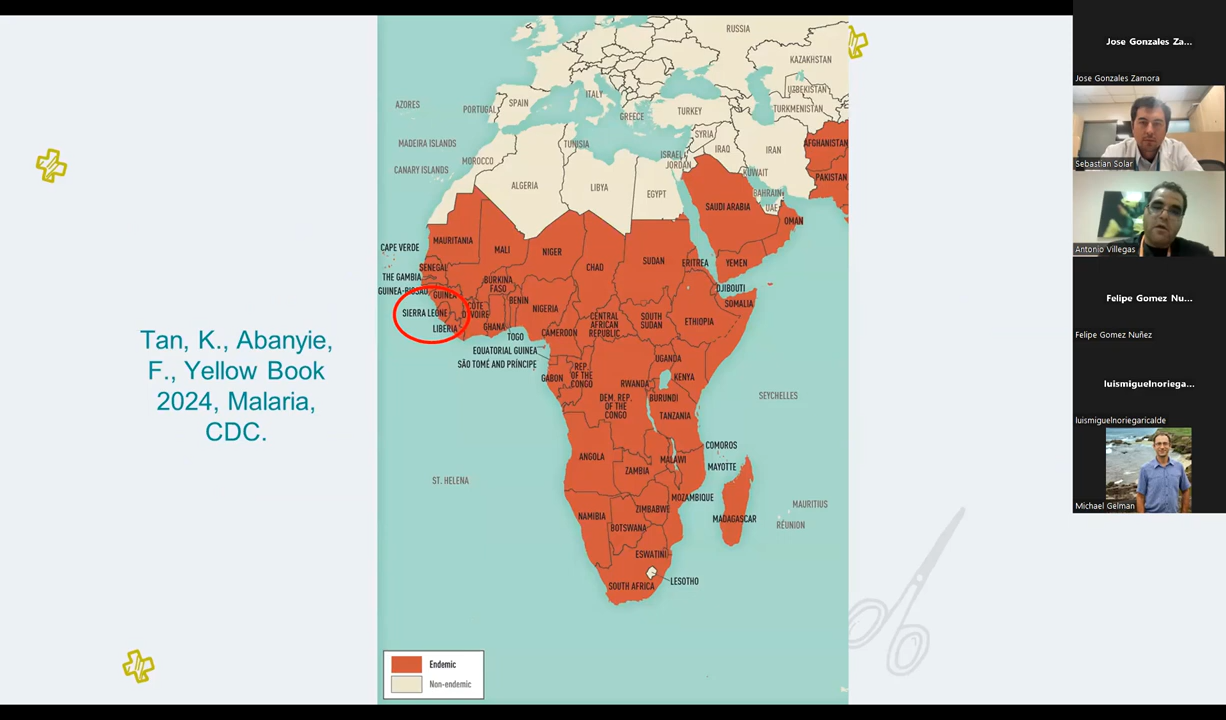 Tan, K., Abanyie,
F., Yellow Book
2024, Malaria,
CDC.
RUSSIA
KAZAKHSTAN
UZBEKISTAN
TURKMENISTAN
AZORES
PORTUGAL
SPAIN
ITALY
GREECE
TURKEY
SYRIA
IRAQ
IRAN
AFGHANISTAN
PAKISTAN
MADEIRA ISLANDS
CANARY ISLANDS
MOROCCO
TUNISIA
ALGERIA
LIBYA
EGYPT
ISRAEL
JORDAN
KUWAIT
BAHRAIN
UAE
SAUDI ARABIA
OMAN
YEMEN
CAPE VERDE
MAURITANIA
MALI
NIGER
CHAD
SUDAN
ERITREA
DJIBOUTI
SOMALIA
SENEGAL
THE GAMBIA
GUINEA-BISSAU
GUINEA
SIERRA LEONE
LIBERIA
CÔTE
D'IVOIRE
BURKINA
FASO
GHANA
BENIN
TOGO
NIGERIA
CAMEROON
CENTRAL
AFRICAN
REPUBLIC
SOUTH
SUDAN
ETHIOPIA
EQUATORIAL GUINEA
SÃO TOMÉ AND PRÍNCIPE
GABON
REP.
OF THE
CONGO
DEM. REP.
OF THE
CONGO
UGANDA
KENYA
RWANDA
BURUNDI
TANZANIA
SEYCHELLES
COMOROS
MAYOTTE
ANGOLA
ZAMBIA
MALAWI
MOZAMBIQUE
ZIMBABWE
NAMIBIA
BOTSWANA
MADAGASCAR
MAURITIUS
RÉUNION
ST. HELENA
ESWATINI
SOUTH AFRICA
LESOTHO
Endemic
Non-endemic
Jose Gonzales Za...
Jose Gonzales Zamora
Sebastian Solar
Antonio Villegas
Felipe Gomez Nu...
Felipe Gomez Nuñez
luismiguelnoriega...
luismiguelnoriegaricalde
Michael Gelman